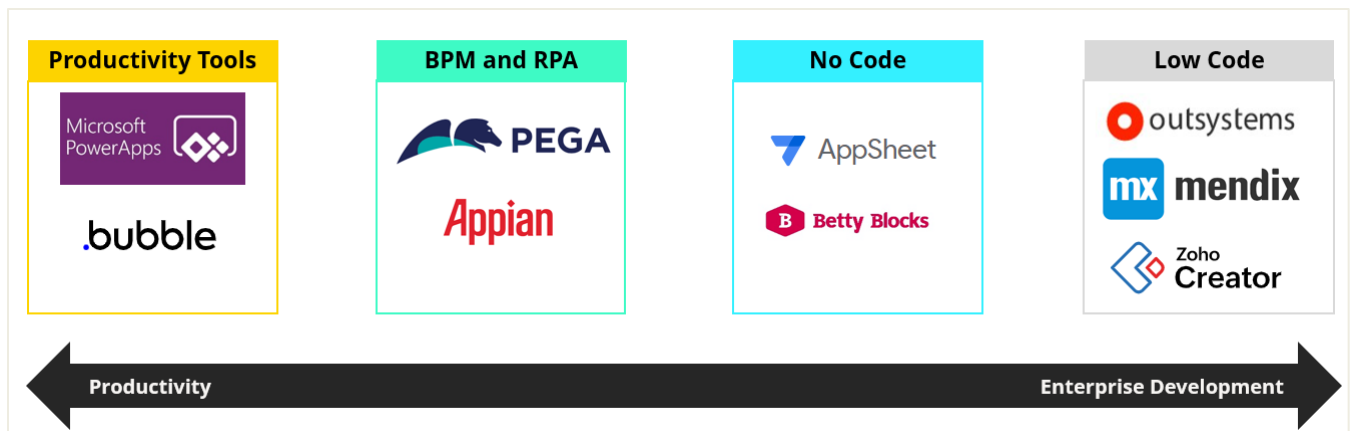 Productivity Tools
Microsoft
PowerApps
.bubble
BPM and RPA
PEGA
Appian
No Code
AppSheet
B Betty Blocks
Low Code
outsystems
mx mendix
Zoho
Creator
Productivity
Enterprise Development